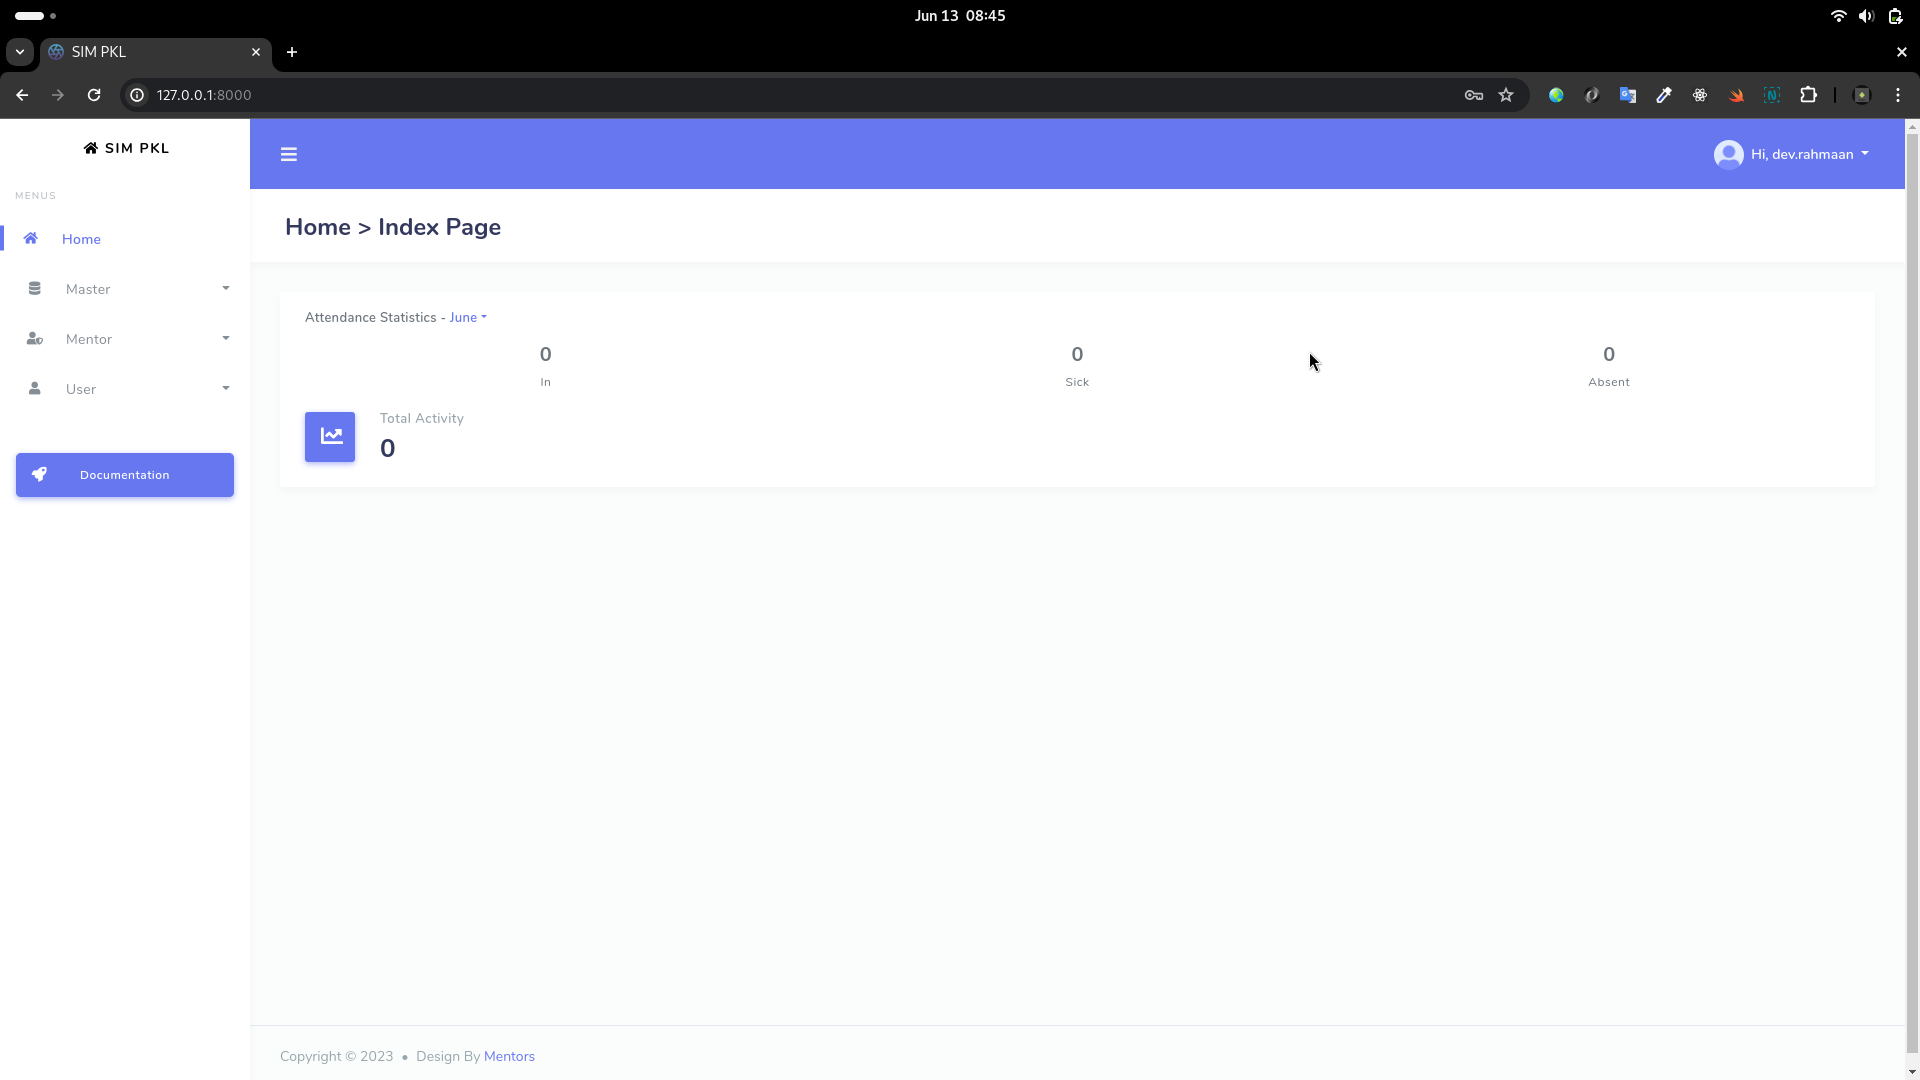 Jun 13 08:45
SIM PKL
127.0.0.1:8000
SIM PKL
Hi, dev.rahmaan
MENUS
Home
Master
Mentor
User
Documentation
Home > Index Page
Attendance Statistics - June
0 0 0
In Sick Absent
Total Activity
0
Copyright © 2023 • Design By Mentors